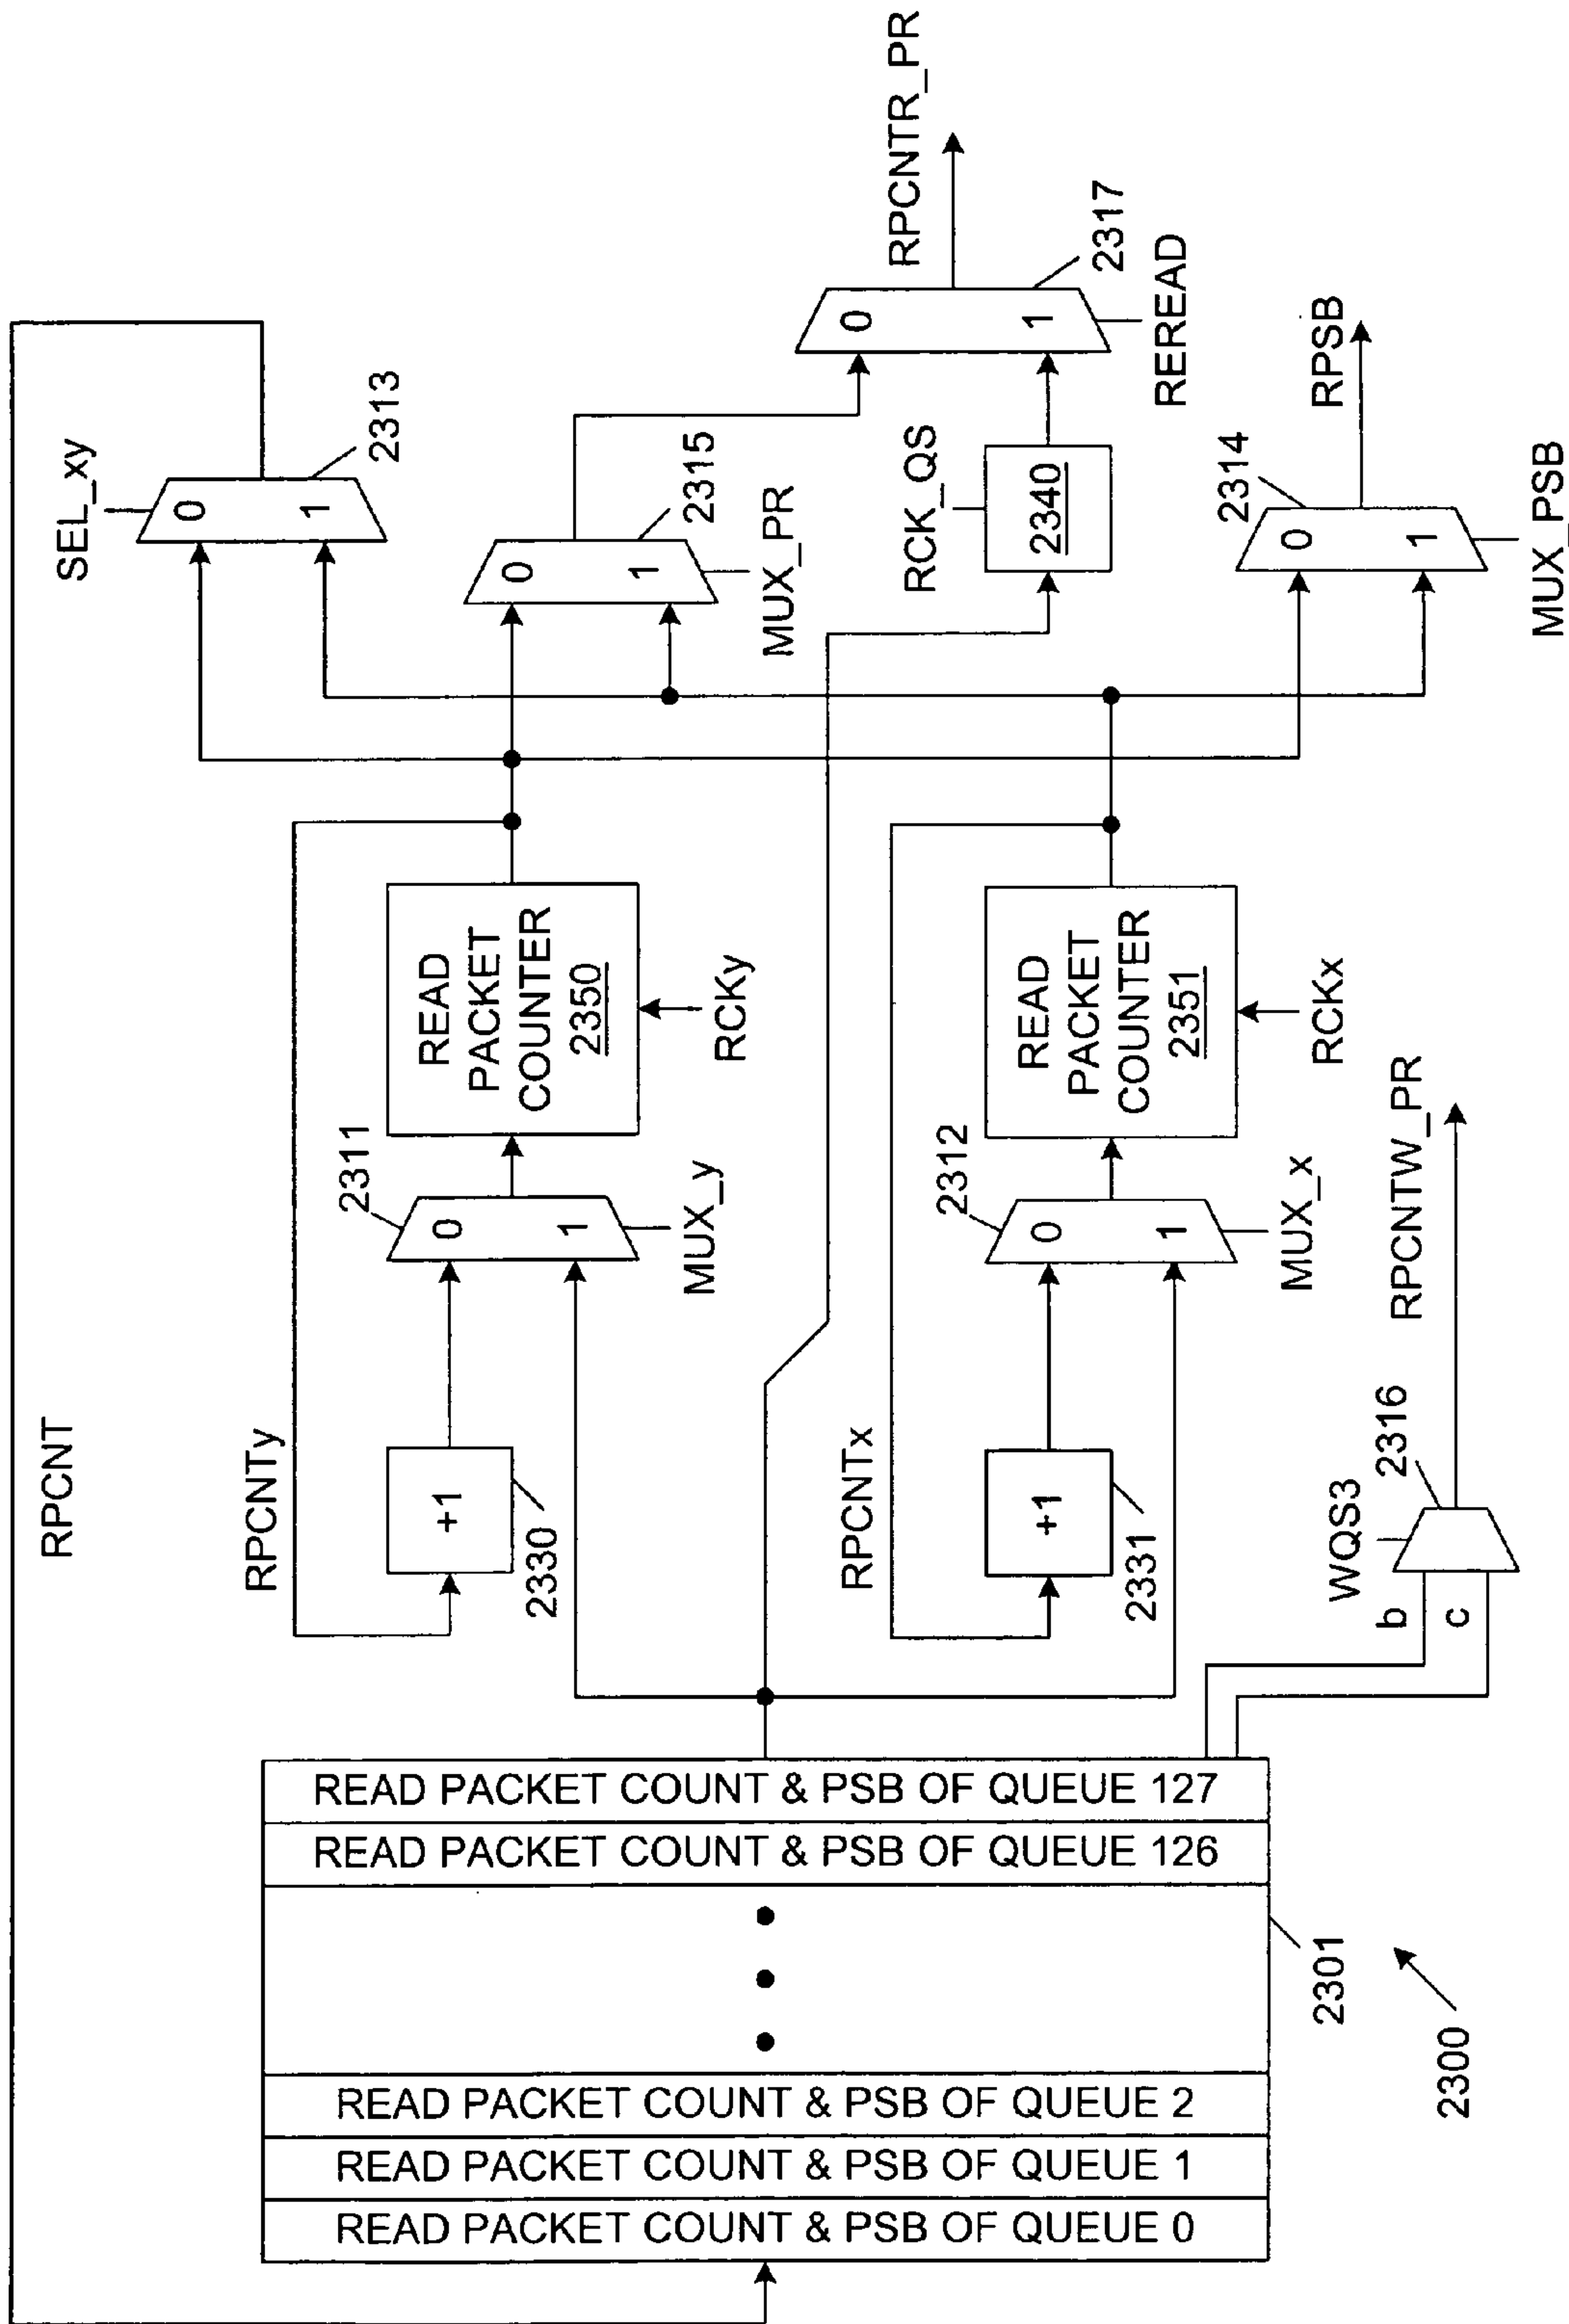 RPCNT
SEL_xy
0
1
2313
RPCNTy
+1
2330
2311
0
1
MUX_y
READ
PACKET
COUNTER
2350
RCKy
0
1
2315
MUX_PR
RPCNTR_PR
0
1
2317
REREAD
RCK_QS
2340
RPCNTx
+1
2331
2312
0
1
MUX_x
READ
PACKET
COUNTER
2351
RCKx
RPSB
0
1
2314
MUX_PSB
WQS3
2316
b
c
RPCNTW_PR
READ PACKET COUNT & PSB OF QUEUE 127
READ PACKET COUNT & PSB OF QUEUE 126
READ PACKET COUNT & PSB OF QUEUE 2
READ PACKET COUNT & PSB OF QUEUE 1
READ PACKET COUNT & PSB OF QUEUE 0
2301
2300